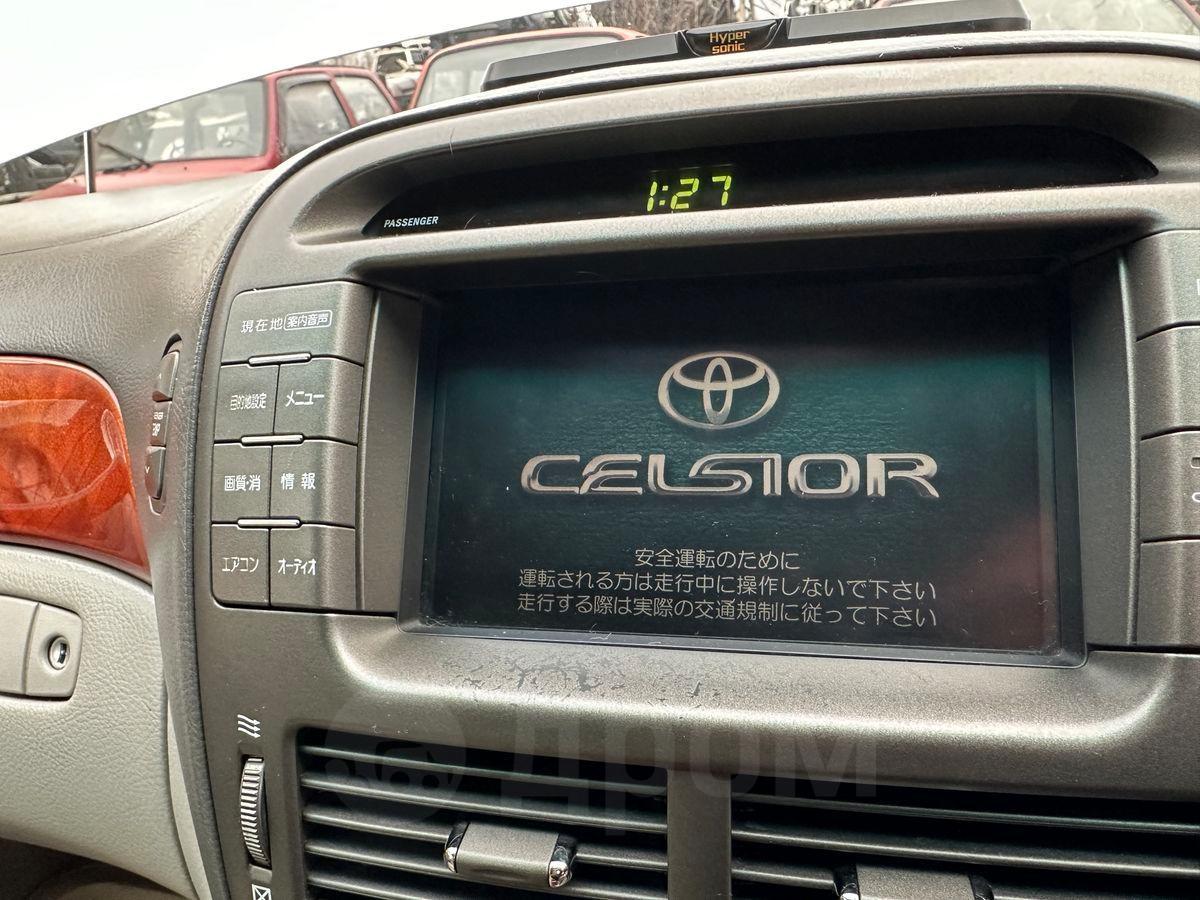 Hyper
sonic
1:27
PASSENGER
現在地 案内音声
目的地設定 メニュー
画質・消 情報
エアコン オーディオ
CELSIOR
安全運転のために
運転される方は走行中に操作しないで下さい
走行する際は実際の交通規制に従って下さい
Дром